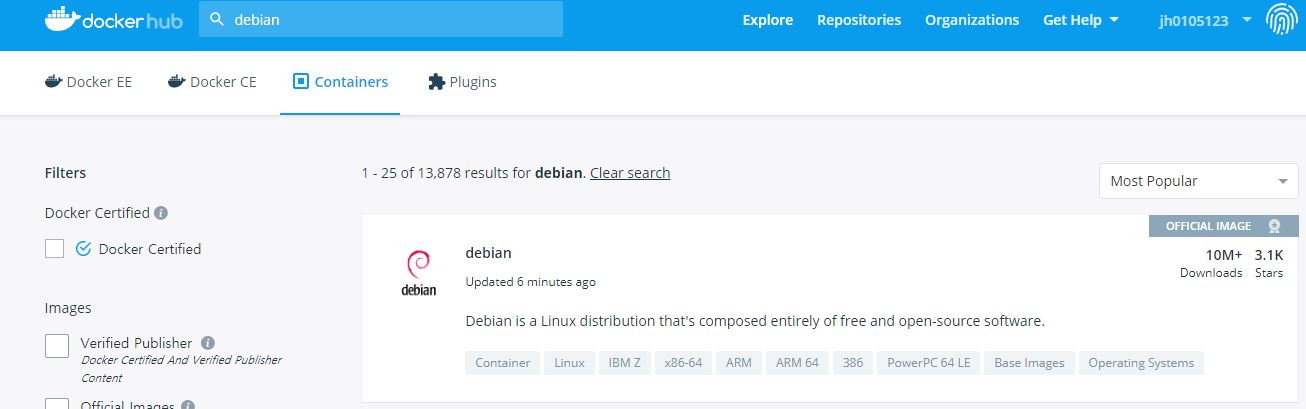 docker hub debian Explore Repositories Organizations Get Help jh0105123
Docker EE Docker CE Containers Plugins
Filters
1 - 25 of 13,878 results for debian. Clear search
Most Popular
Docker Certified
Docker Certified
OFFICIAL IMAGE
debian
debian
Updated 6 minutes ago
10M+ 3.1K
Downloads Stars
Images
Debian is a Linux distribution that's composed entirely of free and open-source software.
Verified Publisher
Docker Certified And Verified Publisher
Content
Container Linux IBM Z x86-64 ARM ARM 64 386 PowerPC 64 LE Base Images Operating Systems
Official Images